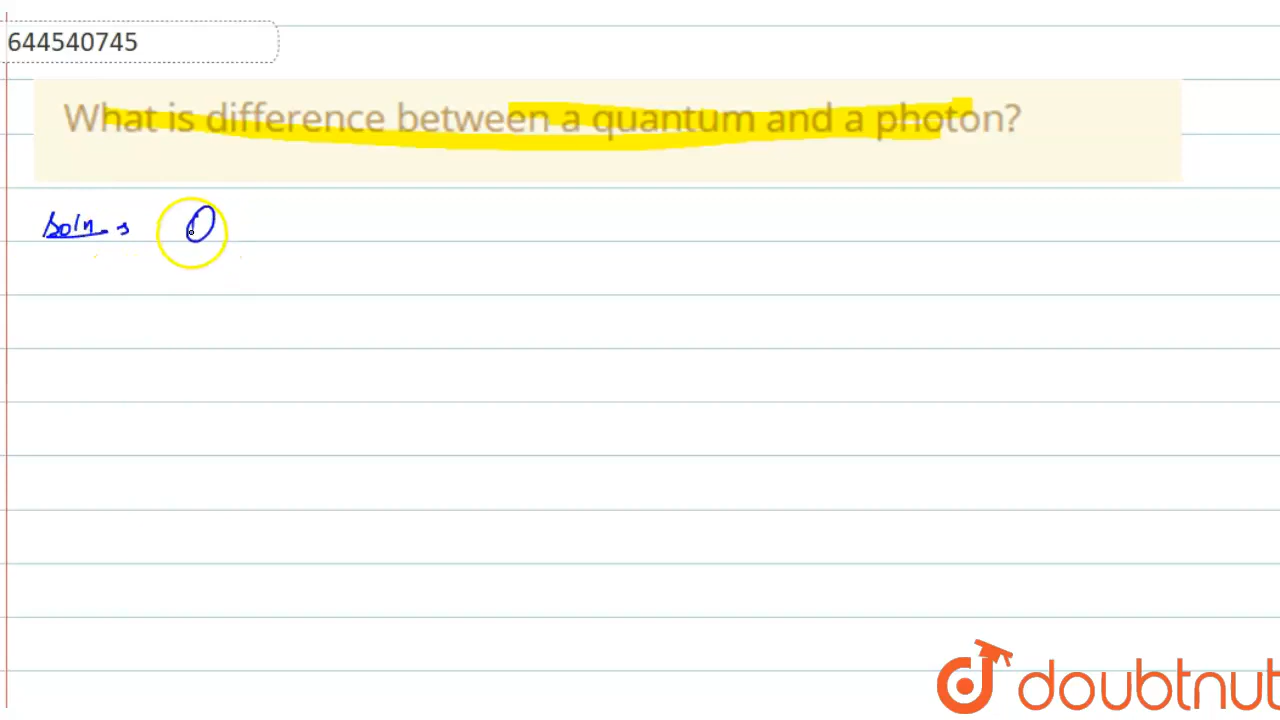 644540745
What is difference between a quantum and a photon?
Soln
doubtnut